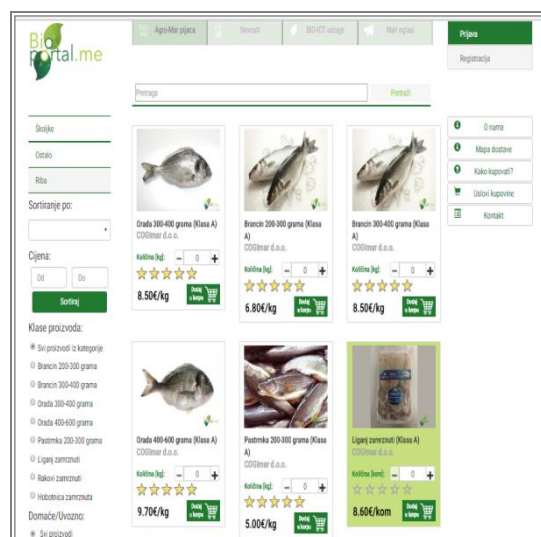 Bio
portal.me
Agro-Mar pijaca
Novosti
BIO-ICT usluge
Mali oglasi
Prijava
Registracija
Pretraga
Pretraži
O nama
Mapa dostave
Kako kupovati?
Uslovi kupovine
Kontakt
Školjke
Ostalo
Riba
Sortiranje po:
Cijena:
Od
Do
Sortiraj
Klase proizvoda:
Svi proizvodi iz kategorije
Brancin 200-300 grama
Brancin 300-400 grama
Orada 300-400 grama
Orada 400-600 grama
Pastrmka 200-300 grama
Liganj zamrznuti
Rakovi zamrznuti
Hobotnica zamrznuta
Domaće/Uvozno:
Svi proizvodi
Orada 300-400 grama (Klasa A)
COGImar d.o.o.
Količina [kg]:
– 0 +
8.50€/kg
Dodaj
u korpu
Brancin 200-300 grama (Klasa
A)
COGImar d.o.o.
Količina [kg]:
– 0 +
6.80€/kg
Dodaj
u korpu
Brancin 300-400 grama (Klasa
A)
COGImar d.o.o.
Količina [kg]:
– 0 +
8.50€/kg
Dodaj
u korpu
Orada 400-600 grama (Klasa A)
COGImar d.o.o.
Količina [kg]:
– 0 +
9.70€/kg
Dodaj
u korpu
Pastrmka 200-300 grama (Klasa
A)
COGImar d.o.o.
Količina [kg]:
– 0 +
5.00€/kg
Dodaj
u korpu
Liganj zamrznuti (Klasa A)
COGImar d.o.o.
Količina [kom]:
– 0 +
8.60€/kom
Dodaj
u korpu